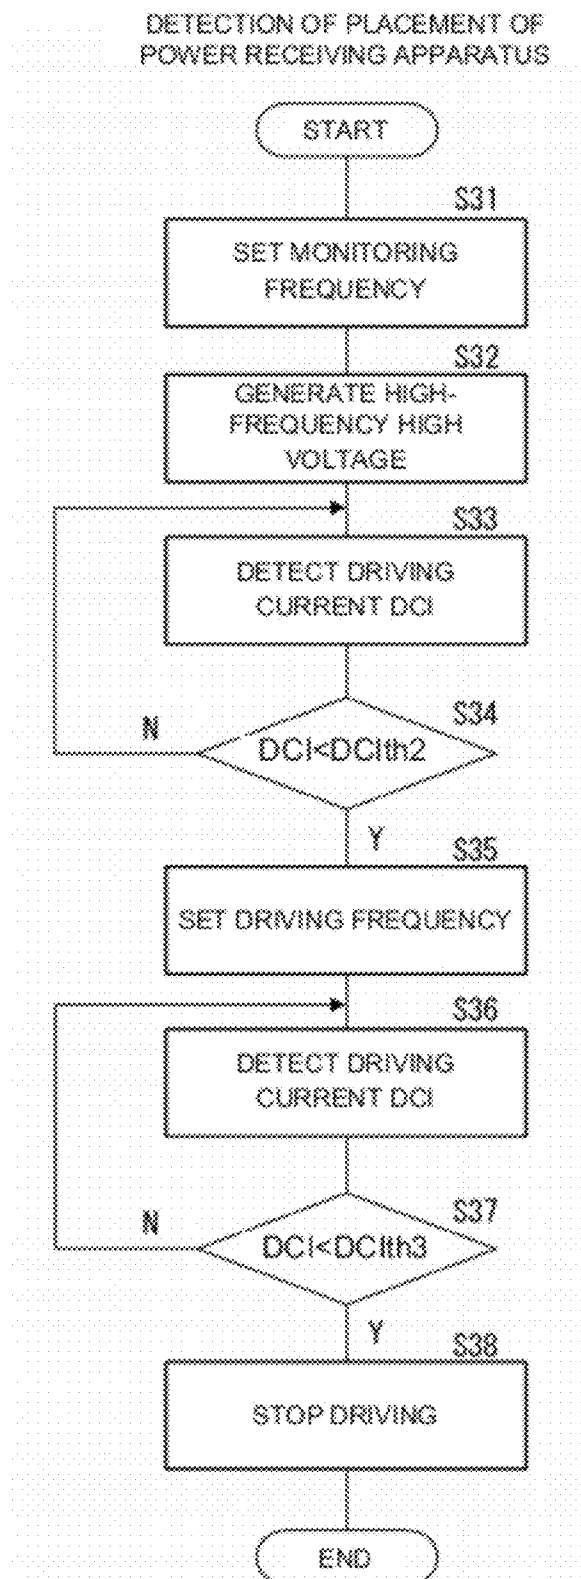 DETECTION OF PLACEMENT OF
POWER RECEIVING APPARATUS
START
S31
SET MONITORING
FREQUENCY
S32
GENERATE HIGH-
FREQUENCY HIGH
VOLTAGE
S33
DETECT DRIVING
CURRENT DCI
S34
N
DCI<DCIth2
Y
S35
SET DRIVING FREQUENCY
S36
DETECT DRIVING
CURRENT DCI
S37
N
DCI<DCIth3
Y
S38
STOP DRIVING
END